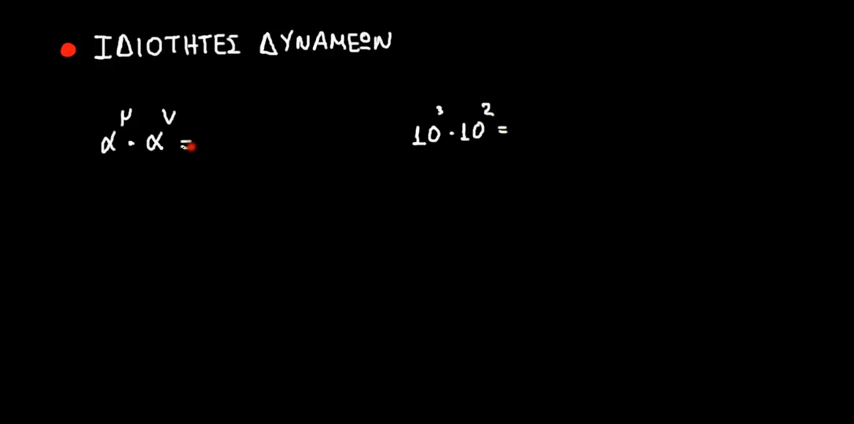 ΙΔΙΟΤΗΤΕΣ ΔΥΝΑΜΕΩΝ
α^μ · α^ν =
10^3 · 10^2 =